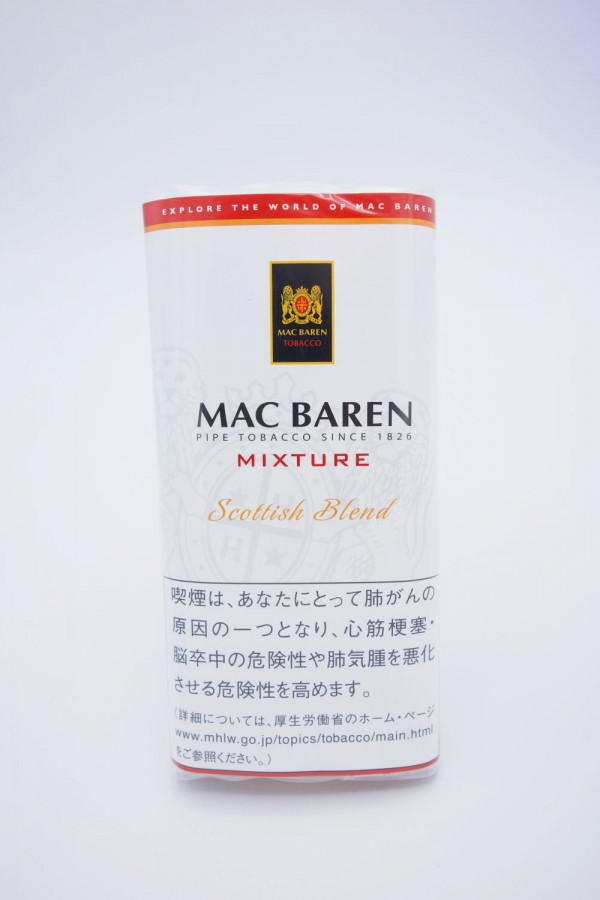 EXPLORE THE WORLD OF MAC BAREN
MAC BAREN
TOBACCO
MAC BAREN
PIPE TOBACCO SINCE 1826
MIXTURE
Scottish Blend
喫煙は、あなたにとって肺がんの
原因の一つとなり、心筋梗塞・
脳卒中の危険性や肺気腫を悪化
させる危険性を高めます。
(詳細については、厚生労働省のホーム・ページ
www.mhlw.go.jp/topics/tobacco/main.html
をご参照ください。)